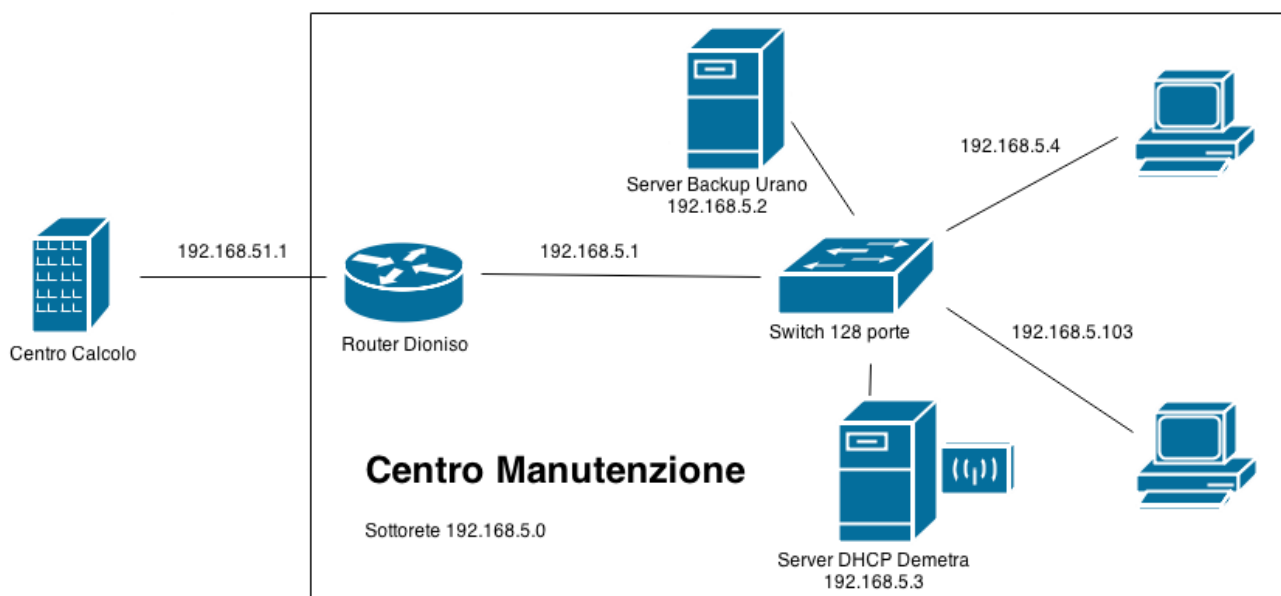 Server Backup Urano
192.168.5.2
192.168.5.4
192.168.51.1
192.168.5.1
Centro Calcolo
Router Dioniso
Switch 128 porte
192.168.5.103
Centro Manutenzione
Sottorete 192.168.5.0
Server DHCP Demetra
192.168.5.3